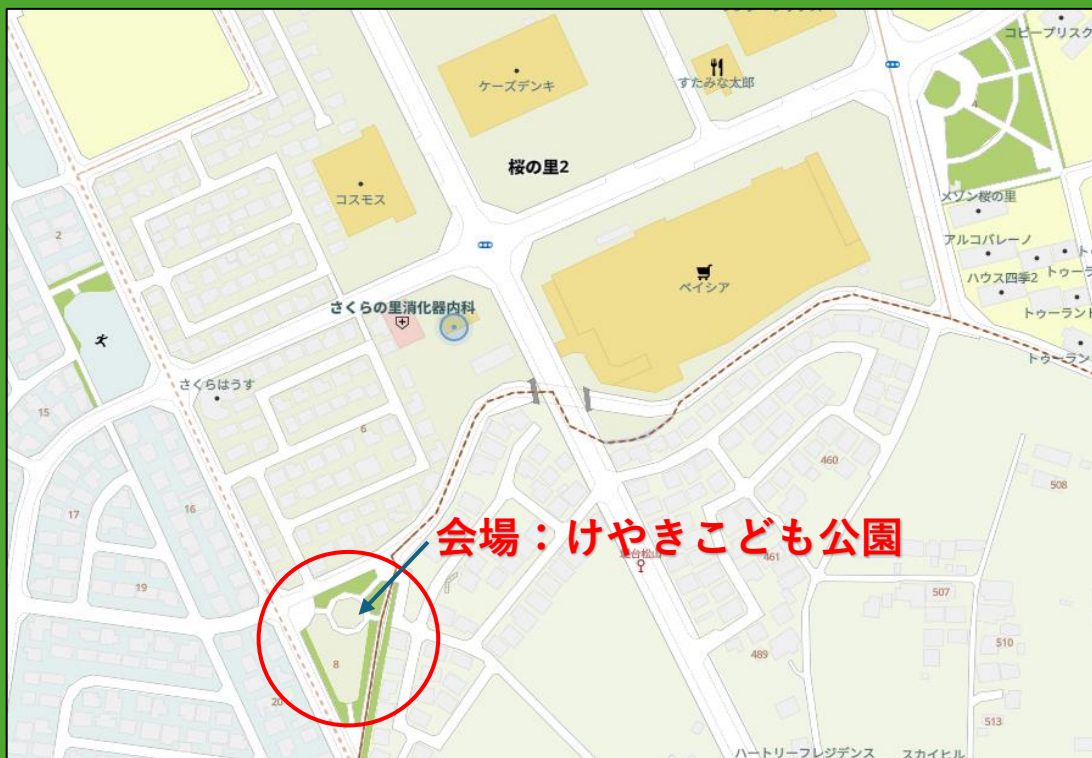 コピープリスク
ケーズデンキ
すたみな太郎
4
桜の里2
コスモス
メゾン桜の里
2
アルコバレーノ
ハウス四季2
トゥーラ
ベイシア
さくらの里消化器内科
トゥーラント
トゥーラン
さくらはうす
15
6
460
508
17
16
会場：けやきこども公園
461
19
507
510
8
489
20
513
ハートリーフレジデンス
スカイヒル